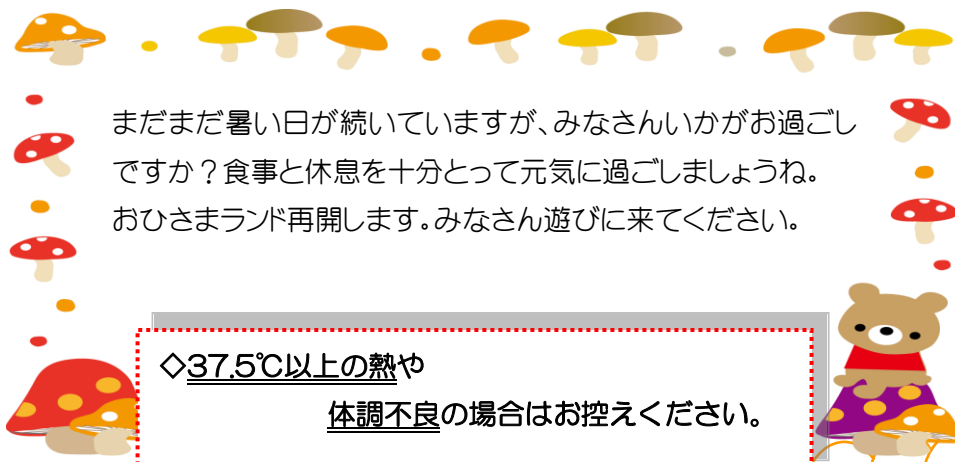 まだまだ暑い日が続いていますが、みなさんいかがお過ごし
ですか？食事と休息を十分とって元気に過ごしましょうね。
おひさまランド再開します。みなさん遊びに来てください。
◇37.5℃以上の熱や
体調不良の場合はお控えください。